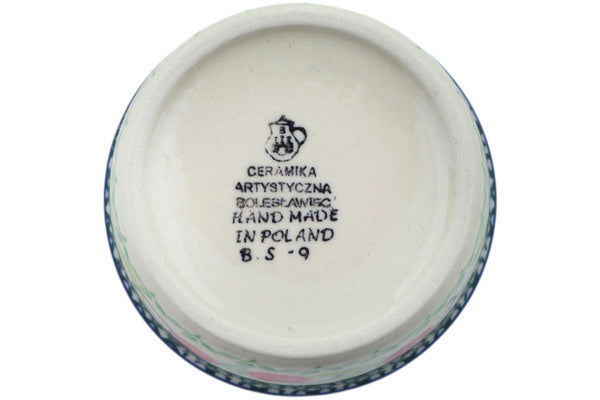 B
CERAMIKA
ARTYSTYCZNA
BOLESŁAWIEC
HAND MADE
IN POLAND
B.S-9